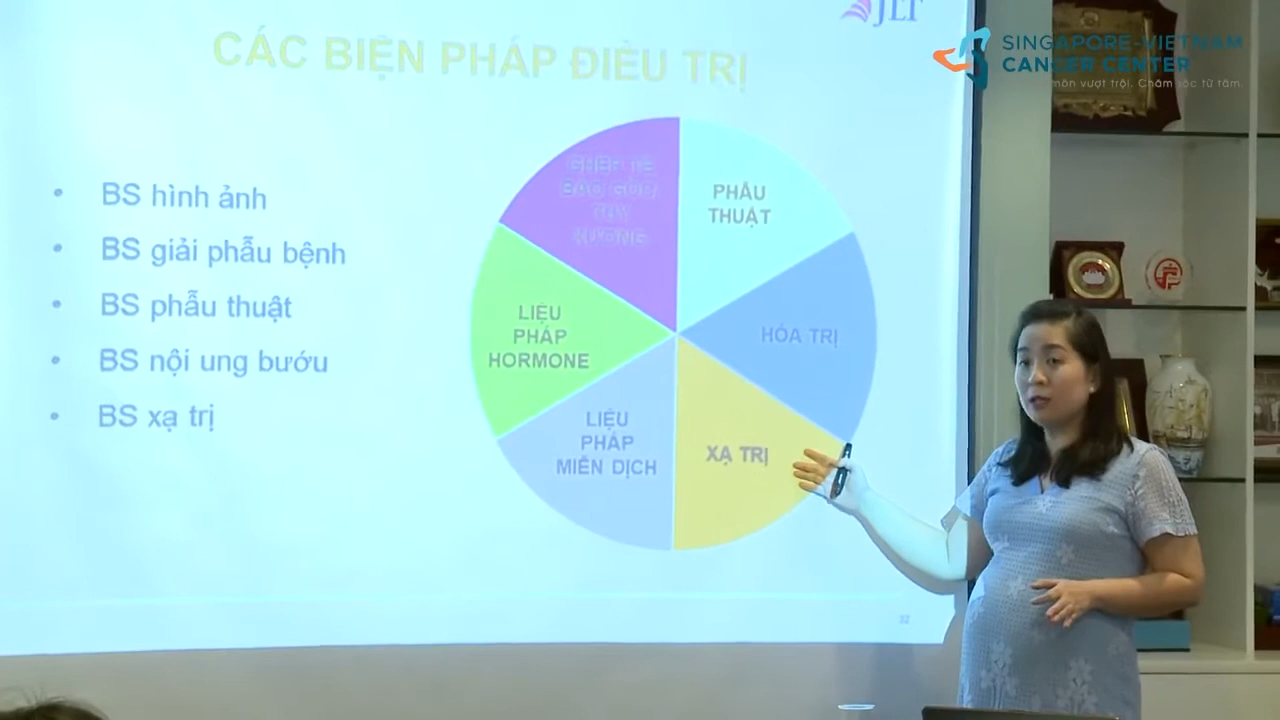 JLT
SINGAPORE-VIETNAM
CANCER CENTER
môn vượt trội. Chăm sóc từ tâm.
CÁC BIỆN PHÁP ĐIỀU TRỊ
• BS hình ảnh
• BS giải phẫu bệnh
• BS phẫu thuật
• BS nội ung bướu
• BS xạ trị
GHÉP TẾ
BÀO GỐC
TỦY
XƯƠNG
PHẪU
THUẬT
LIỆU
PHÁP
HORMONE
HÓA TRỊ
LIỆU
PHÁP
MIỄN DỊCH
XẠ TRỊ
32